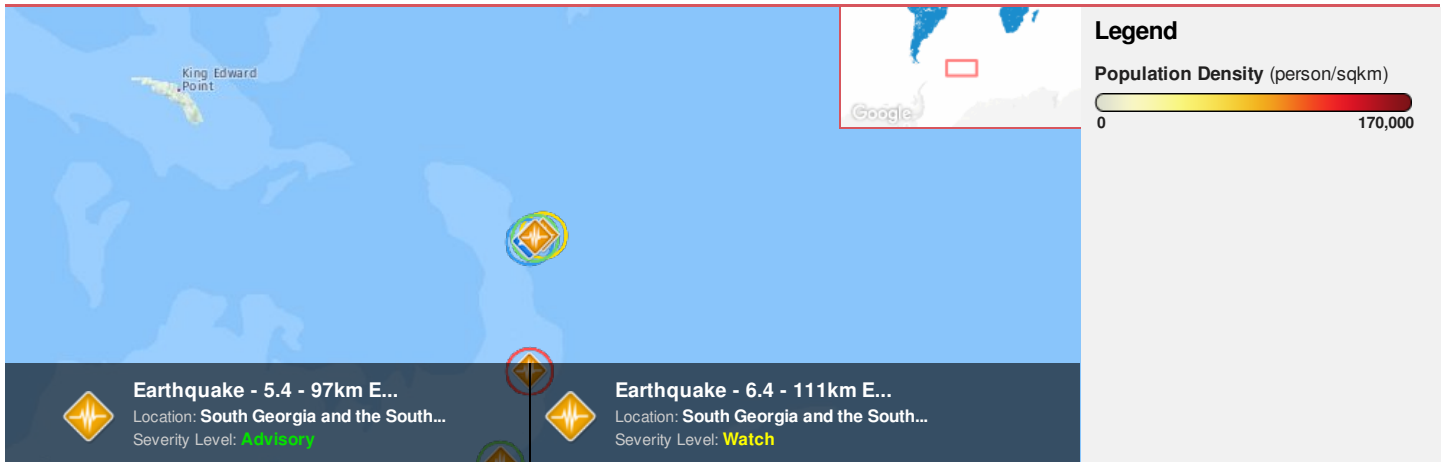 King Edward
Point
Google
Legend
Population Density (person/sqkm)
0 170,000
Earthquake - 5.4 - 97km E...
Location: South Georgia and the South...
Severity Level: Advisory
Earthquake - 6.4 - 111km E...
Location: South Georgia and the South...
Severity Level: Watch